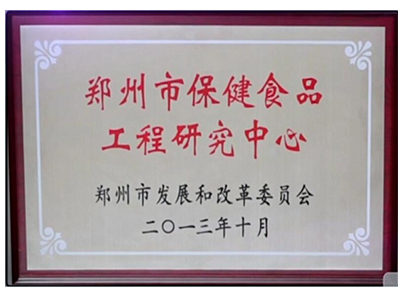 郑州市保健食品
工程研究中心
郑州市发展和改革委员会
二〇一三年十月